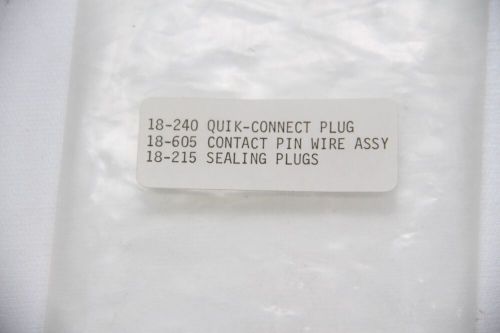 18-240 QUIK-CONNECT PLUG
18-605 CONTACT PIN WIRE ASSY
18-215 SEALING PLUGS